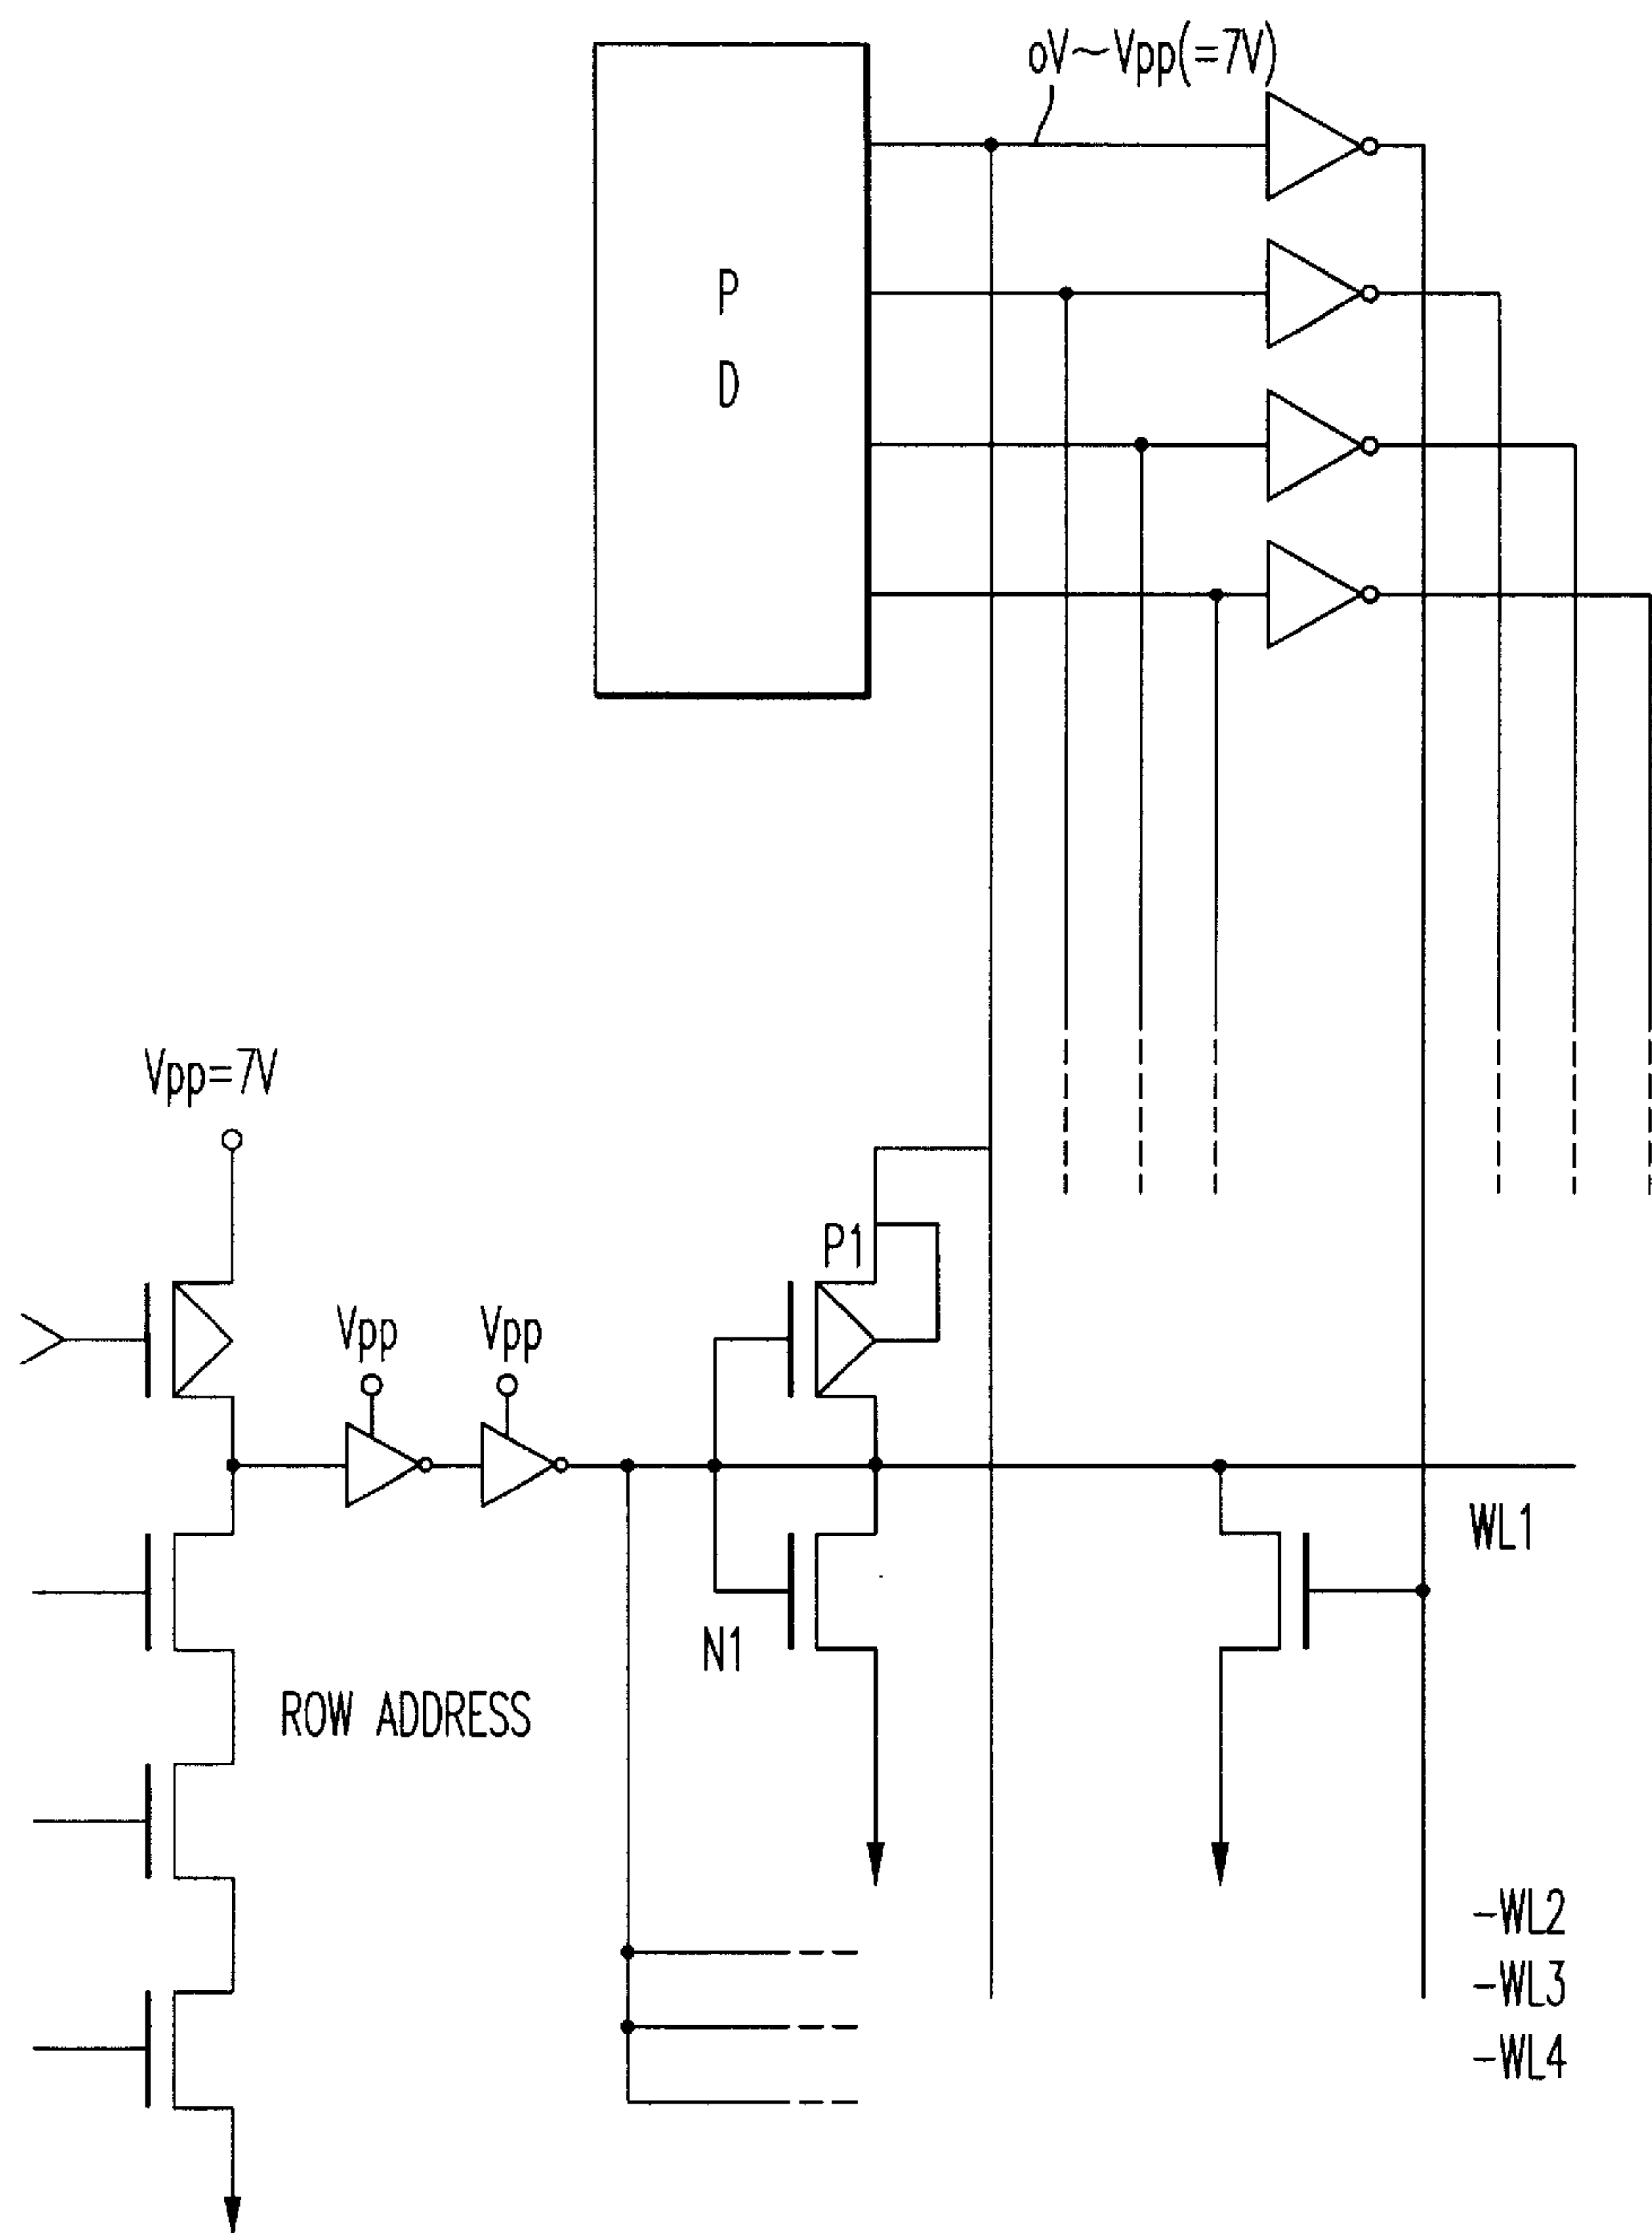 oV~Vpp(=7V)
P
D
Vpp=7V
P1
Vpp
Vpp
WL1
N1
ROW ADDRESS
-WL2
-WL3
-WL4